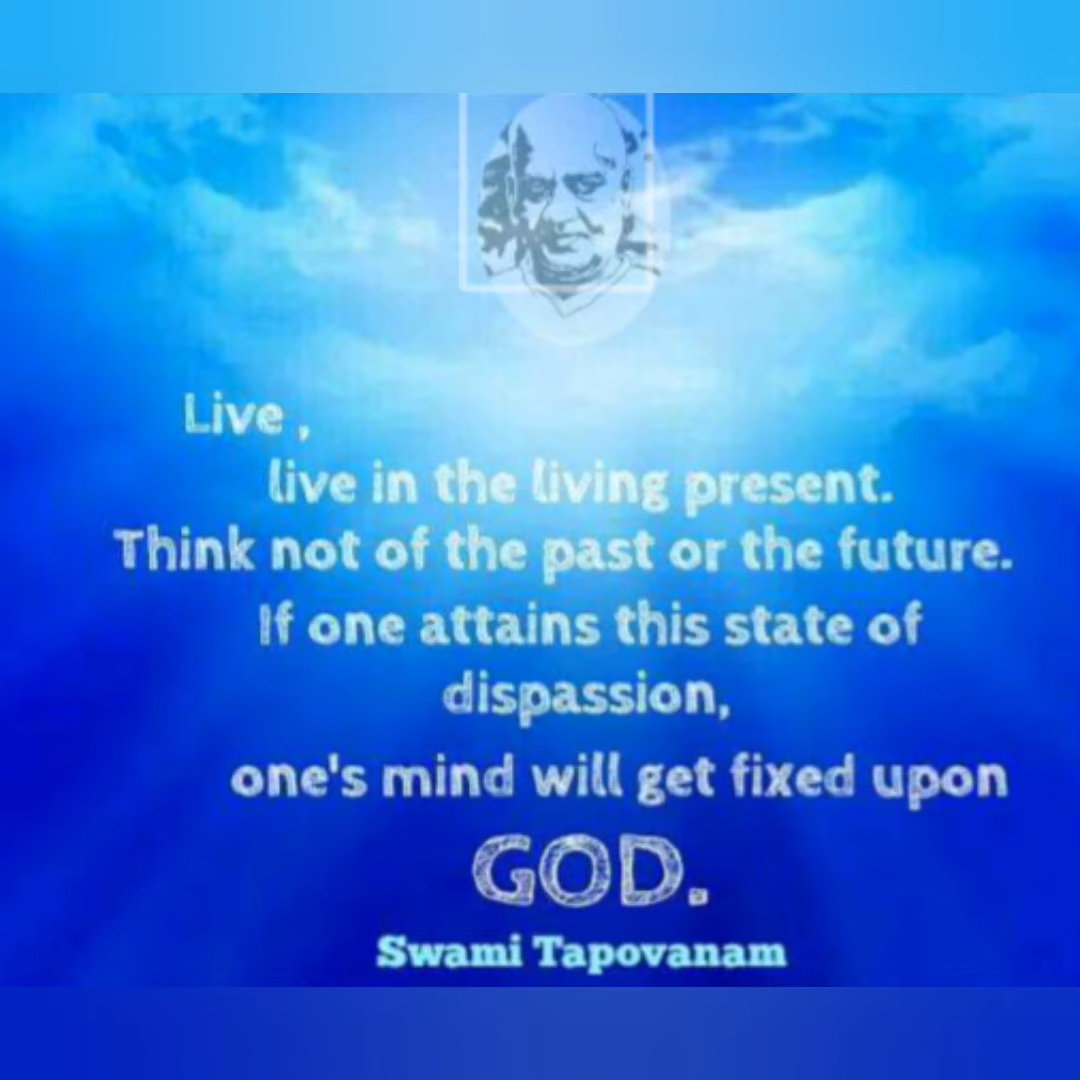 Live ,
live in the living present.
Think not of the past or the future.
If one attains this state of
dispassion,
one's mind will get fixed upon
GOD.
Swami Tapovanam